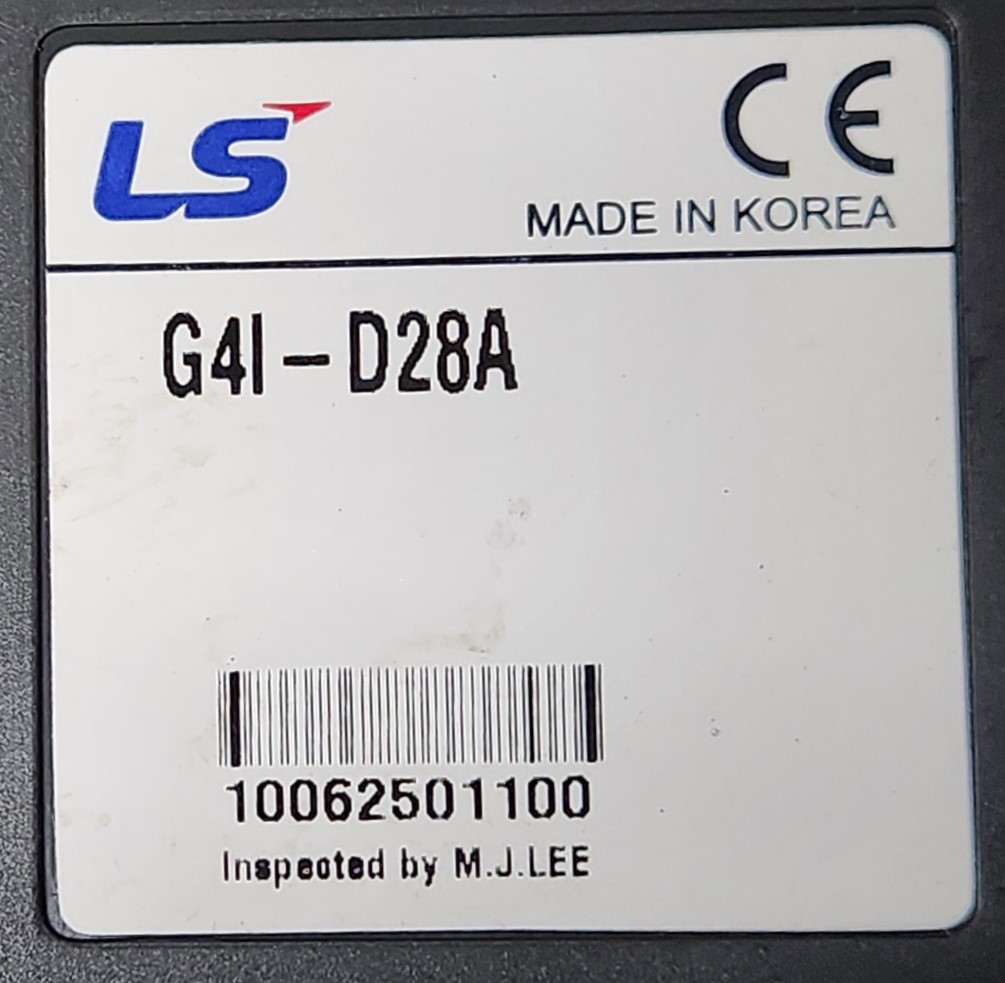 LS
CE
MADE IN KOREA
G4I-D28A
10062501100
Inspected by M.J.LEE